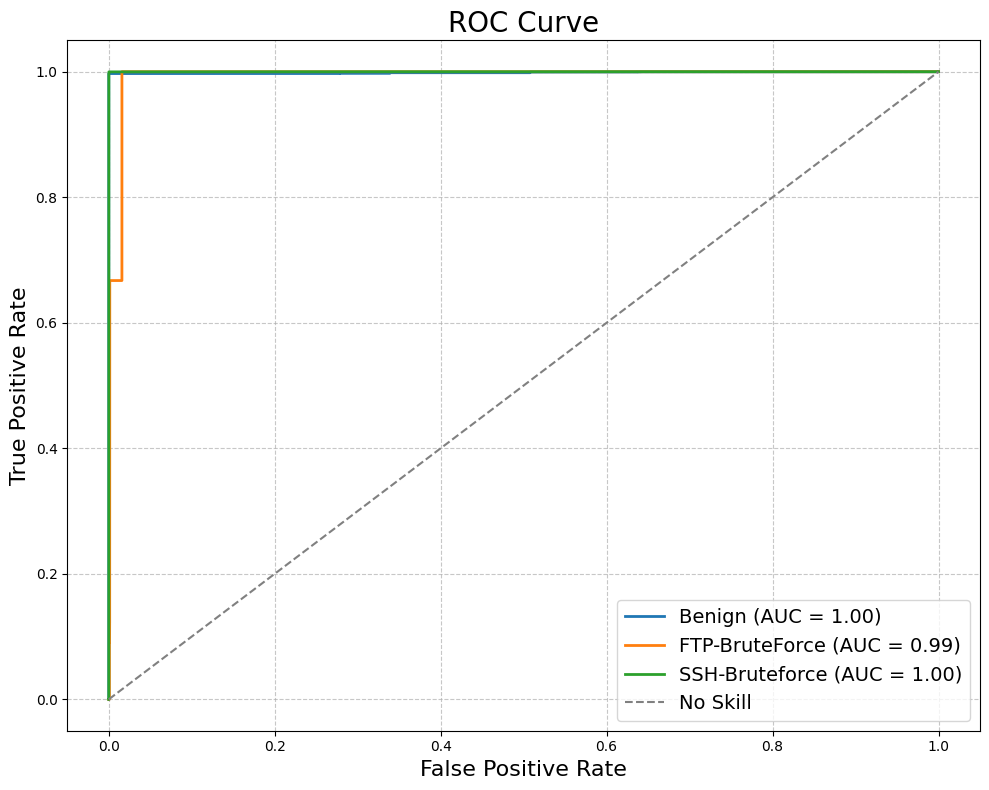 ROC Curve
True Positive Rate
1.0
0.8
0.6
0.4
0.2
0.0
Benign (AUC = 1.00)
FTP-BruteForce (AUC = 0.99)
SSH-Bruteforce (AUC = 1.00)
No Skill
0.0 0.2 0.4 0.6 0.8 1.0
False Positive Rate